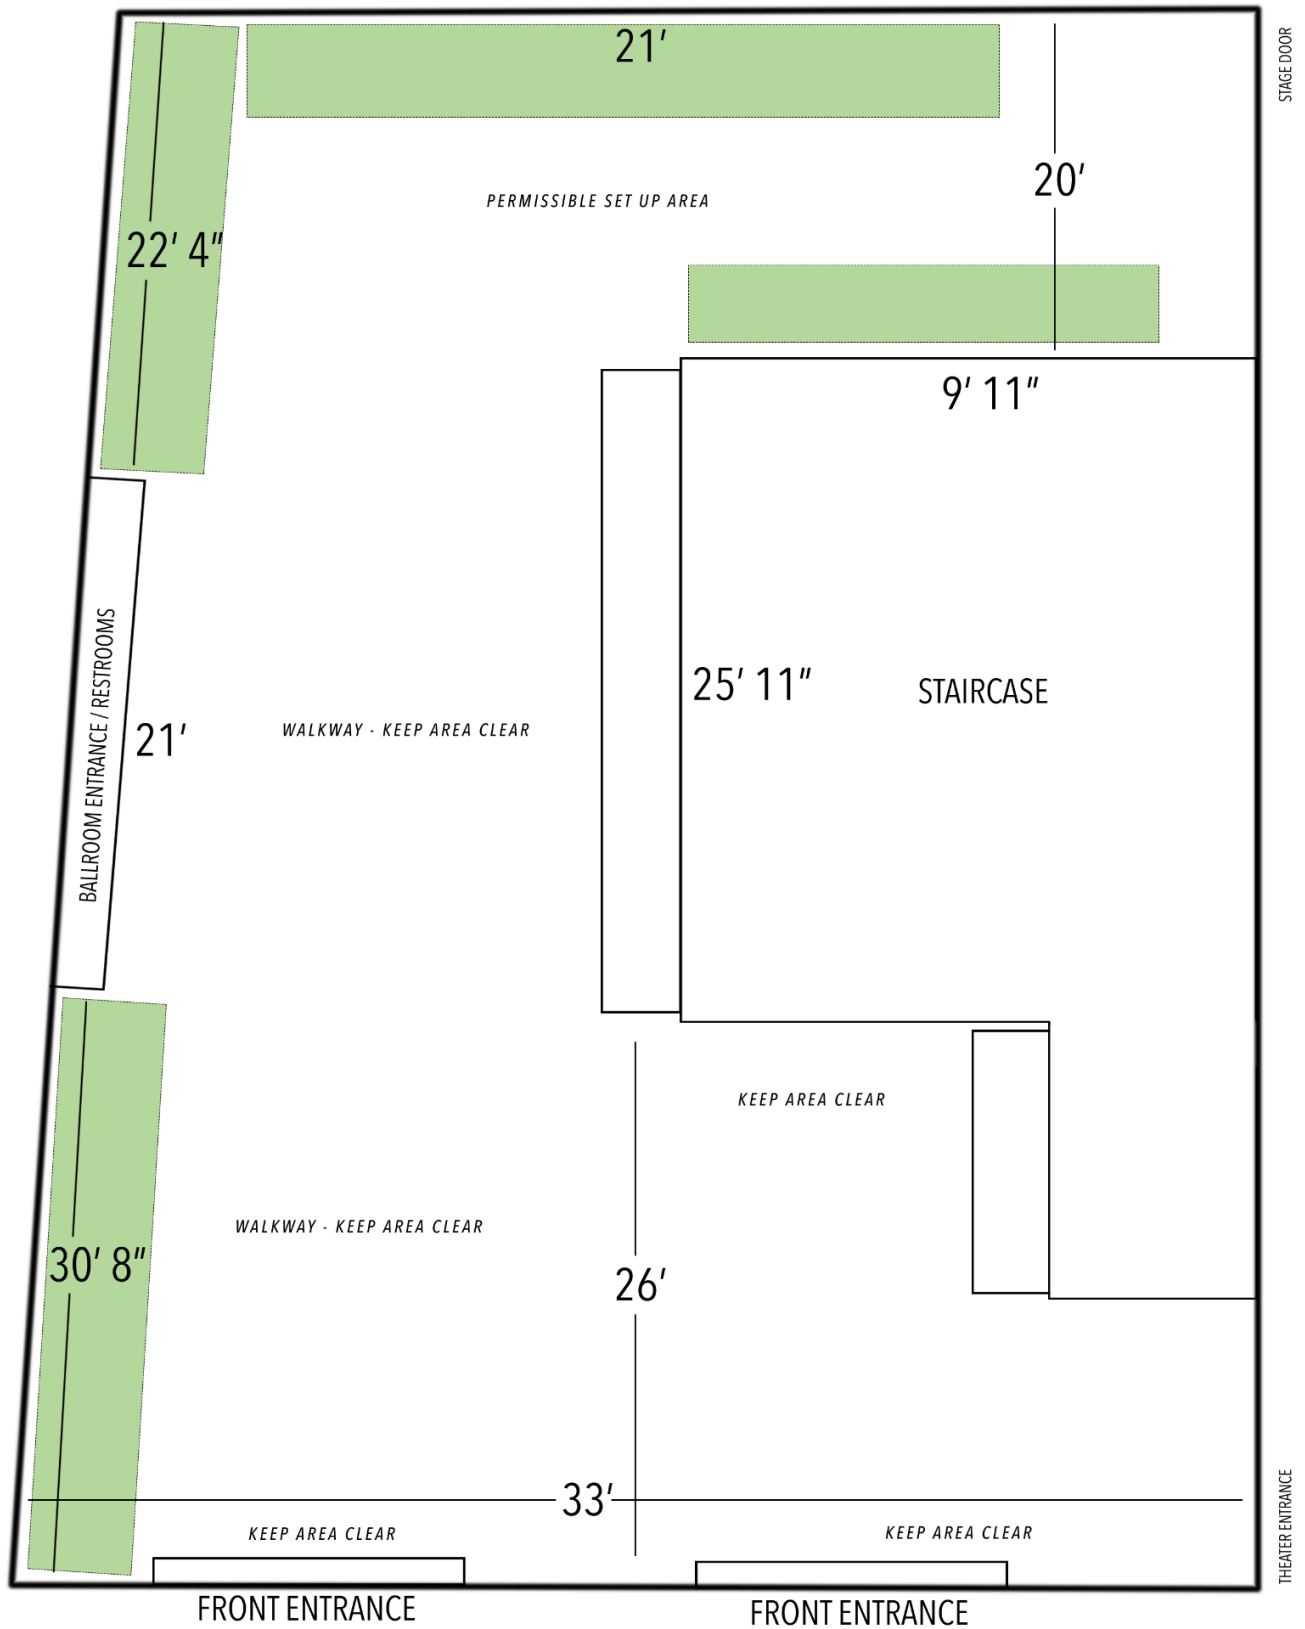 21′
STAGE DOOR
20′
PERMISSIBLE SET UP AREA
22′ 4″
9′ 11″
BALLROOM ENTRANCE / RESTROOMS
21′
WALKWAY - KEEP AREA CLEAR
25′ 11″
STAIRCASE
KEEP AREA CLEAR
WALKWAY - KEEP AREA CLEAR
30′ 8″
26′
33′
KEEP AREA CLEAR
KEEP AREA CLEAR
THEATER ENTRANCE
FRONT ENTRANCE
FRONT ENTRANCE